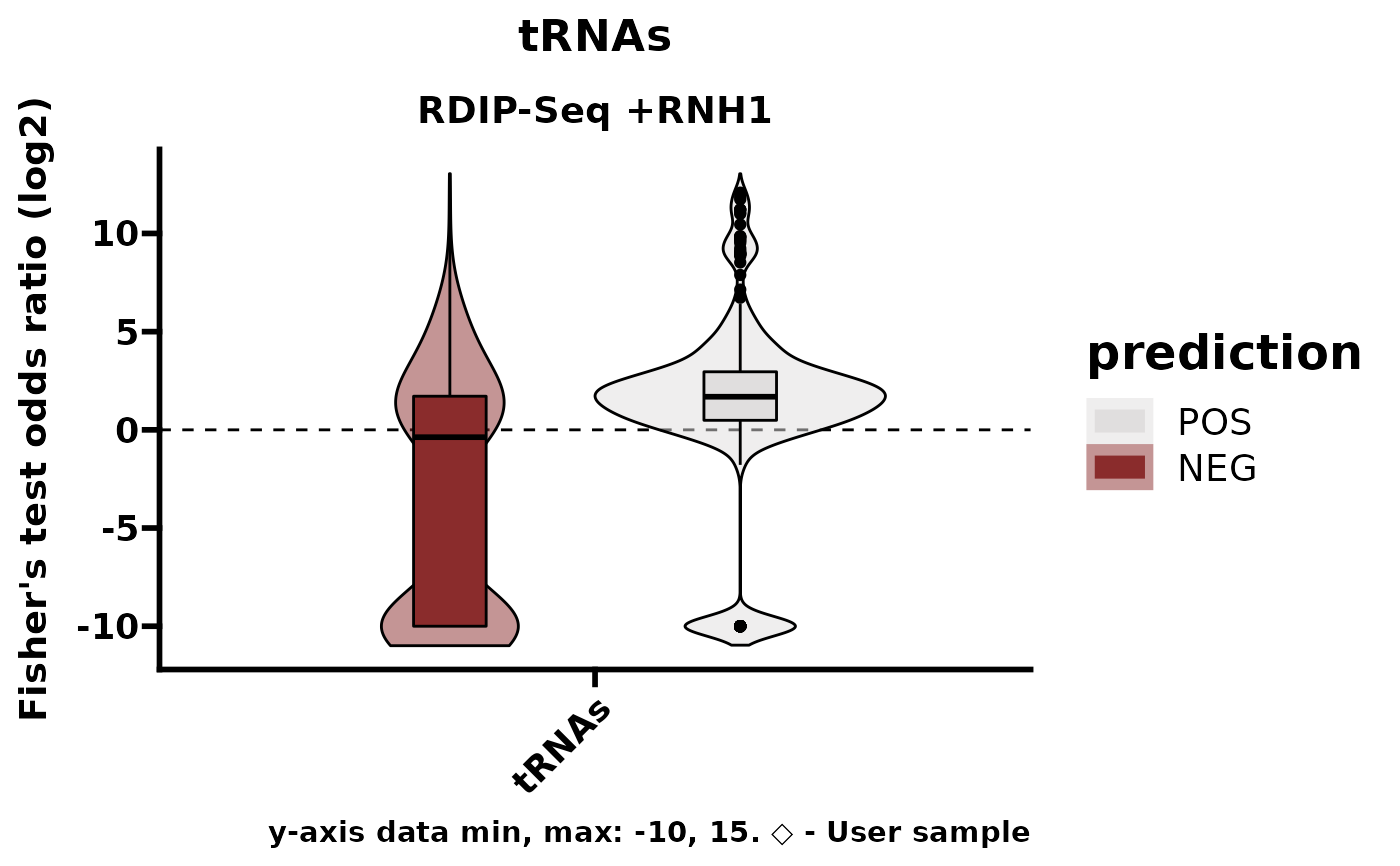 tRNAs
RDIP-Seq +RNH1
Fisher's test odds ratio (log2)
10
5
0
-5
-10
tRNAs
prediction
POS
NEG
y-axis data min, max: -10, 15. ◇ - User sample